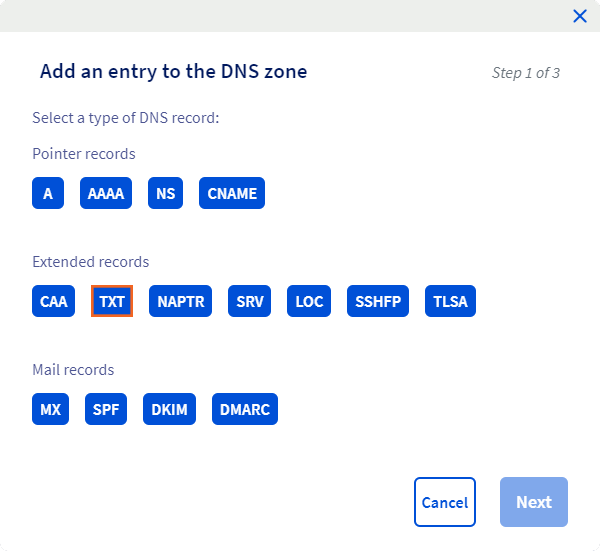 Add an entry to the DNS zone
Step 1 of 3
Select a type of DNS record:
Pointer records
A AAAA NS CNAME
Extended records
CAA TXT NAPTR SRV LOC SSHFP TLSA
Mail records
MX SPF DKIM DMARC
Cancel Next